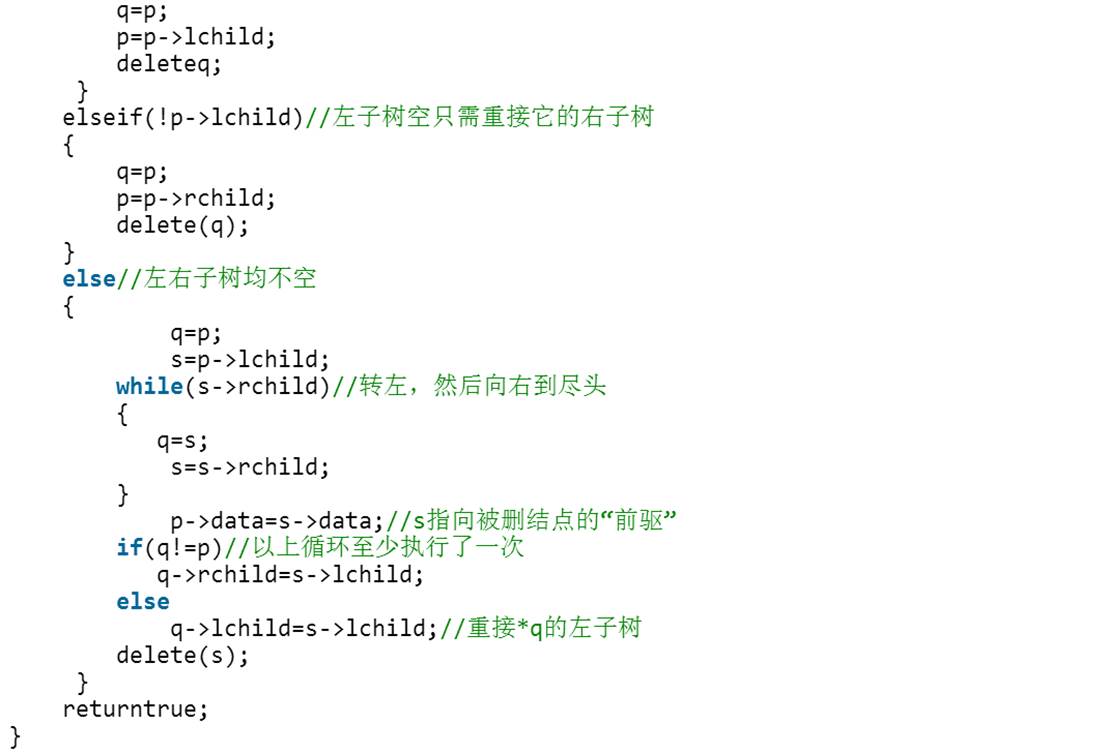 q=p;
p=p->lchild;
deleteq;
}
elseif(!p->lchild)//左子树空只需重接它的右子树
{
q=p;
p=p->rchild;
delete(q);
}
else//左右子树均不空
{
q=p;
s=p->lchild;
while(s->rchild)//转左，然后向右到尽头
{
q=s;
s=s->rchild;
}
p->data=s->data;//s指向被删结点的“前驱”
if(q!=p)//以上循环至少执行了一次
q->rchild=s->lchild;
else
q->lchild=s->lchild;//重接*q的左子树
delete(s);
}
returntrue;
}